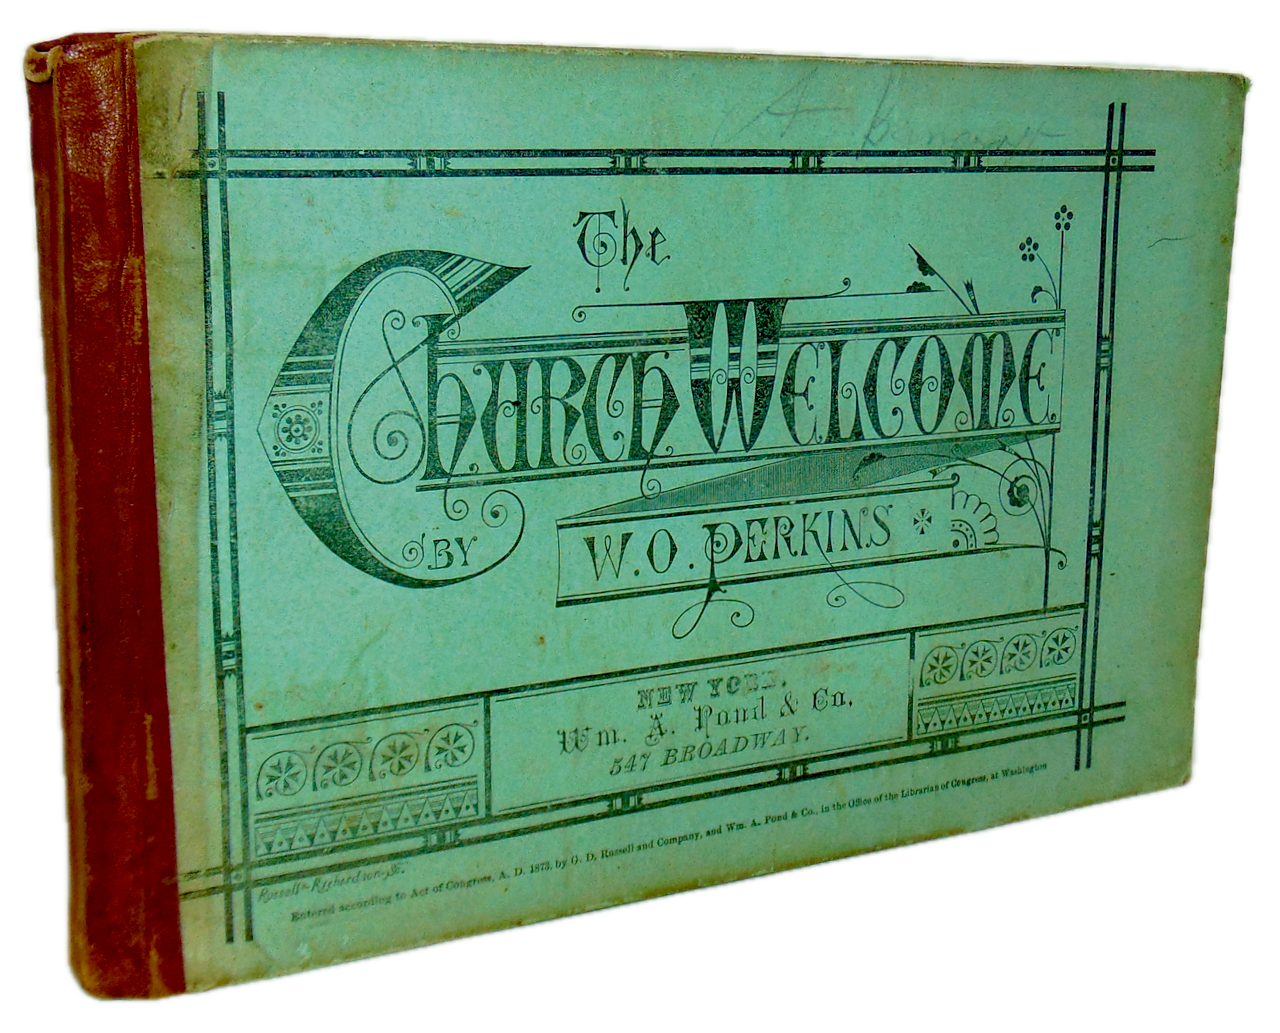 The
Church Welcome
BY
W. O. PERKINS
NEW YORK.
Wm. A. Pond & Co.
547 BROADWAY.
Russell & Richardson, Sc.
Entered according to Act of Congress, A. D. 1873, by G. D. Russell and Company, and Wm. A. Pond & Co., in the Office of the Librarian of Congress, at Washington